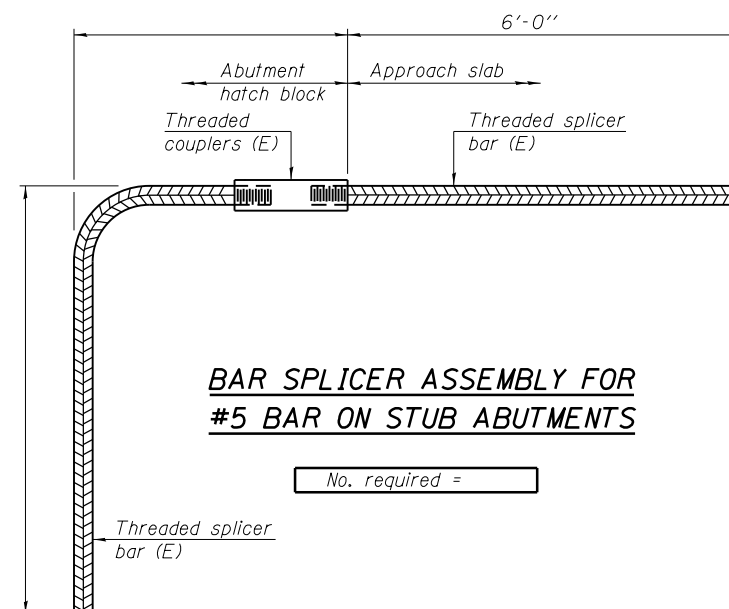 6'-0''
Abutment
hatch block
Approach slab
Threaded
couplers (E)
Threaded splicer
bar (E)
BAR SPLICER ASSEMBLY FOR
#5 BAR ON STUB ABUTMENTS
No. required =
Threaded splicer
bar (E)